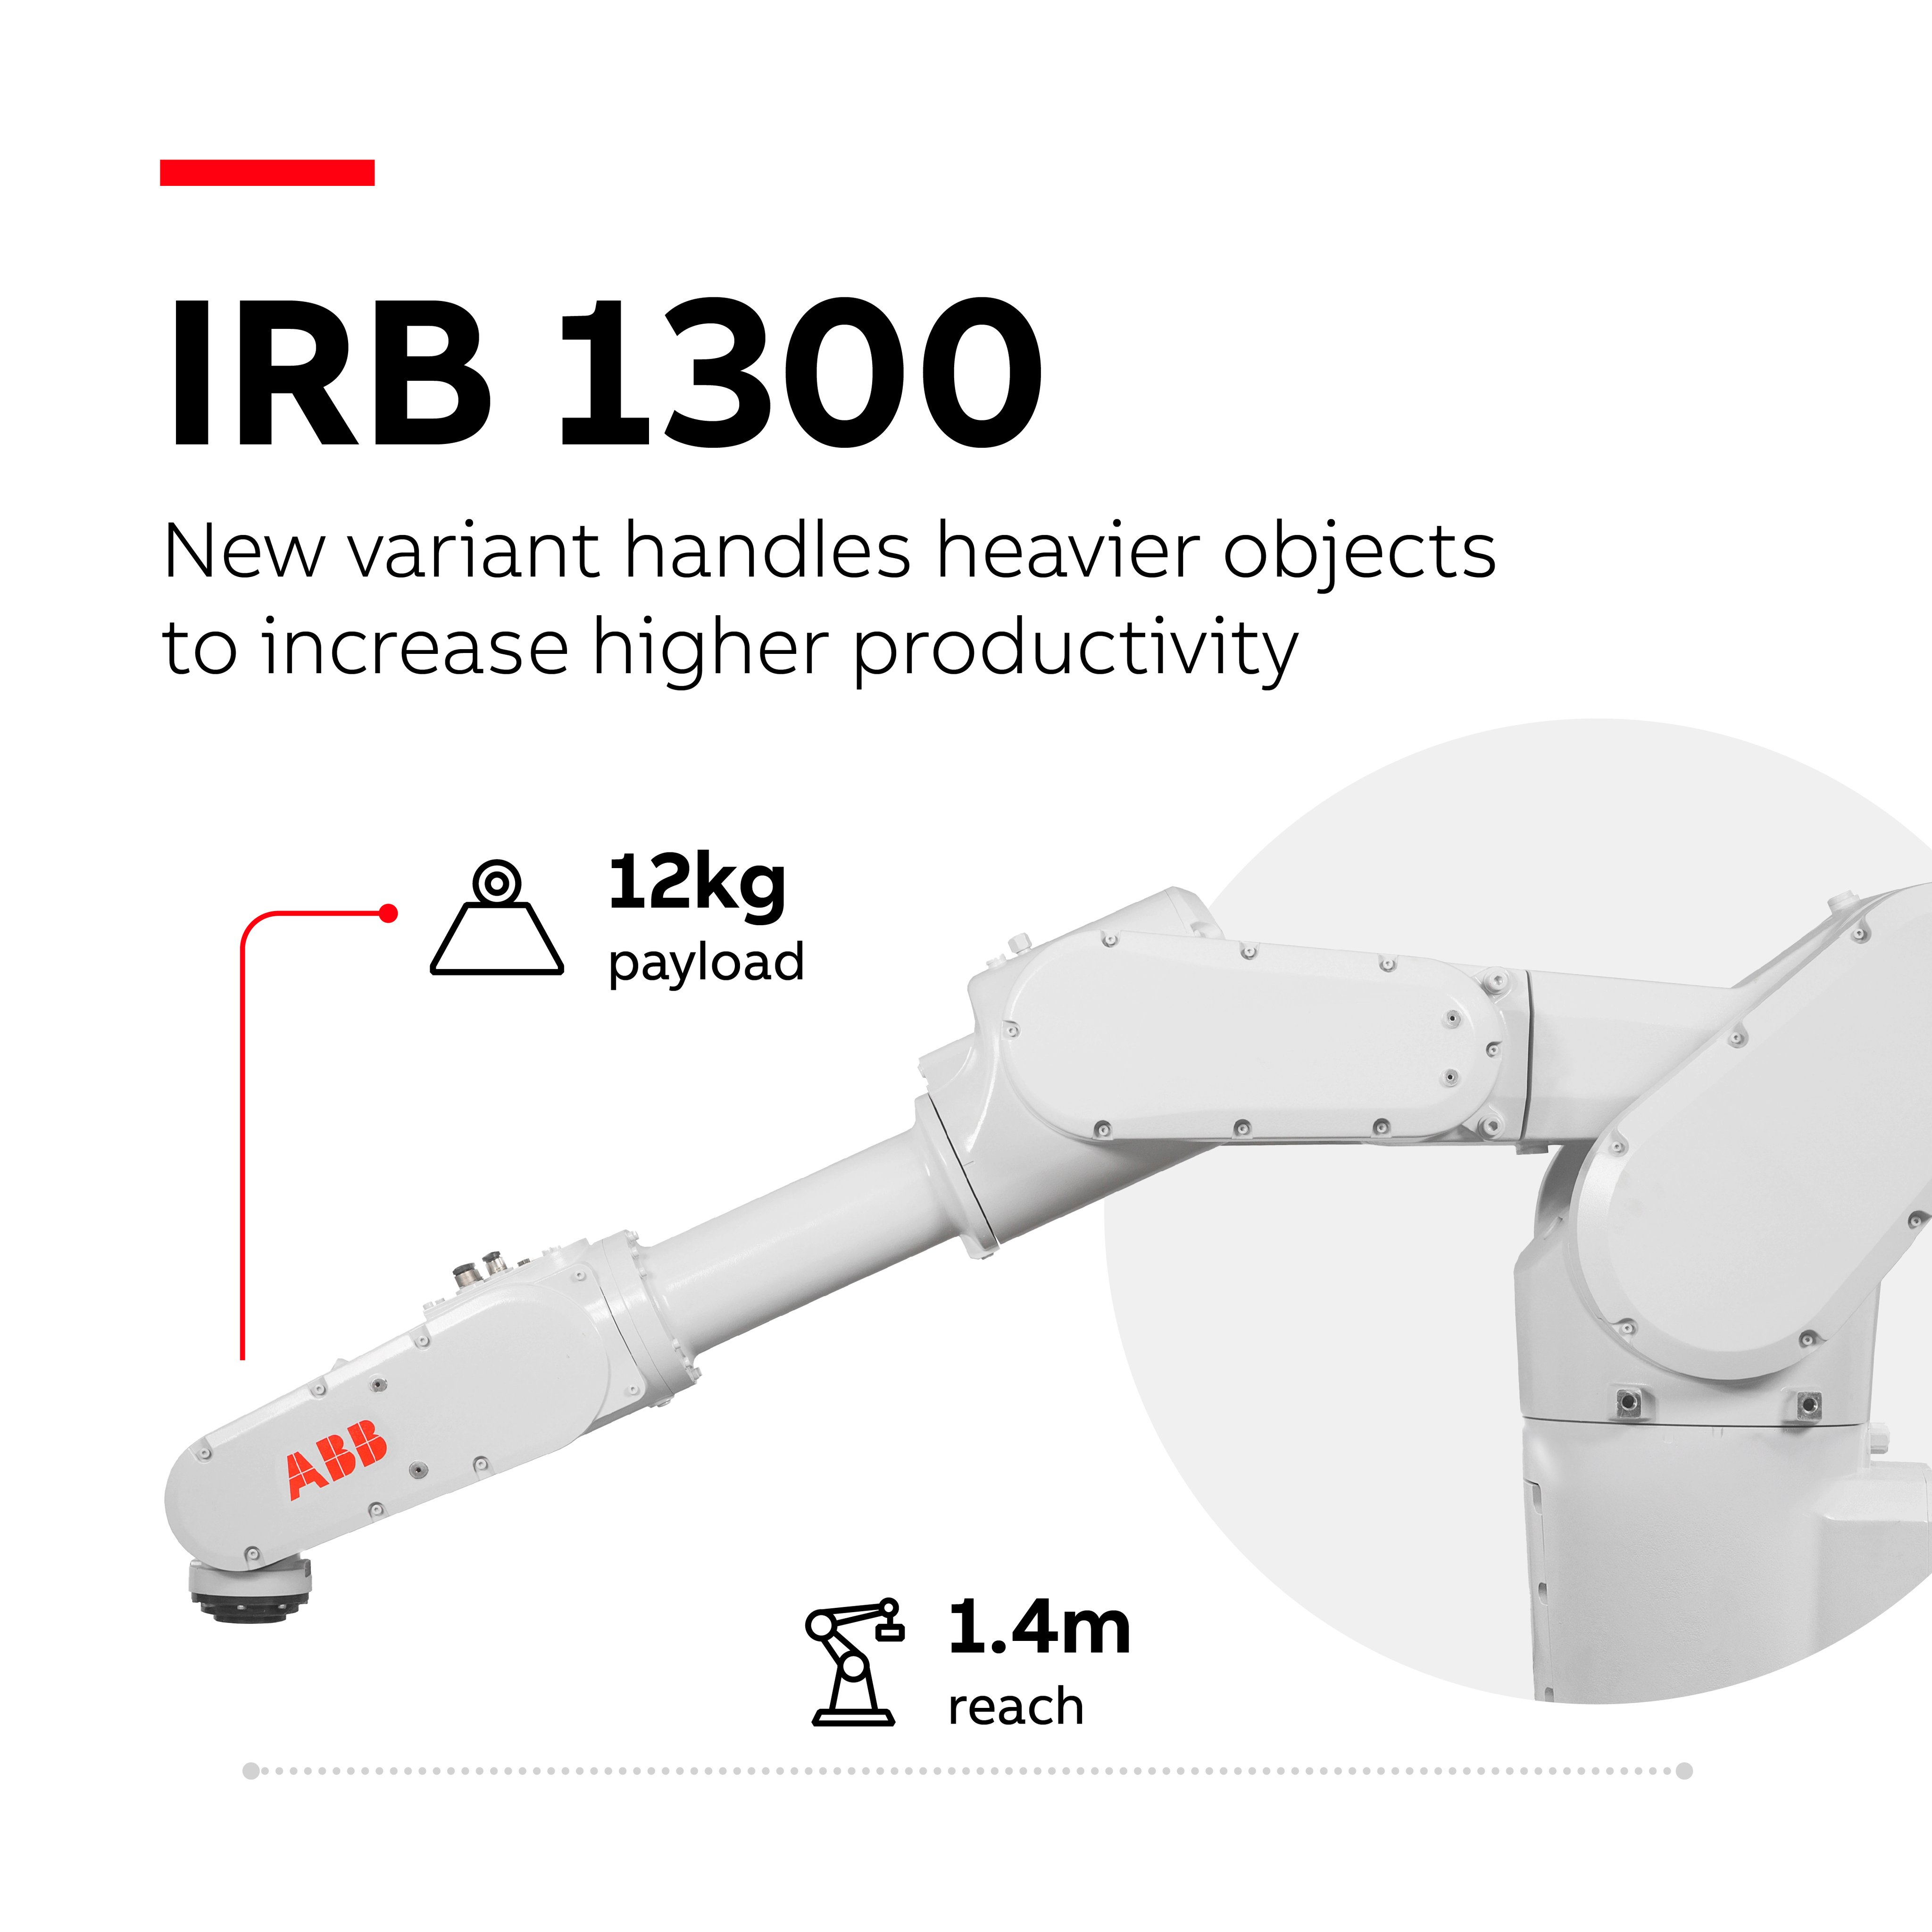 IRB 1300
New variant handles heavier objects
to increase higher productivity
12kg
payload
ABB
1.4m
reach